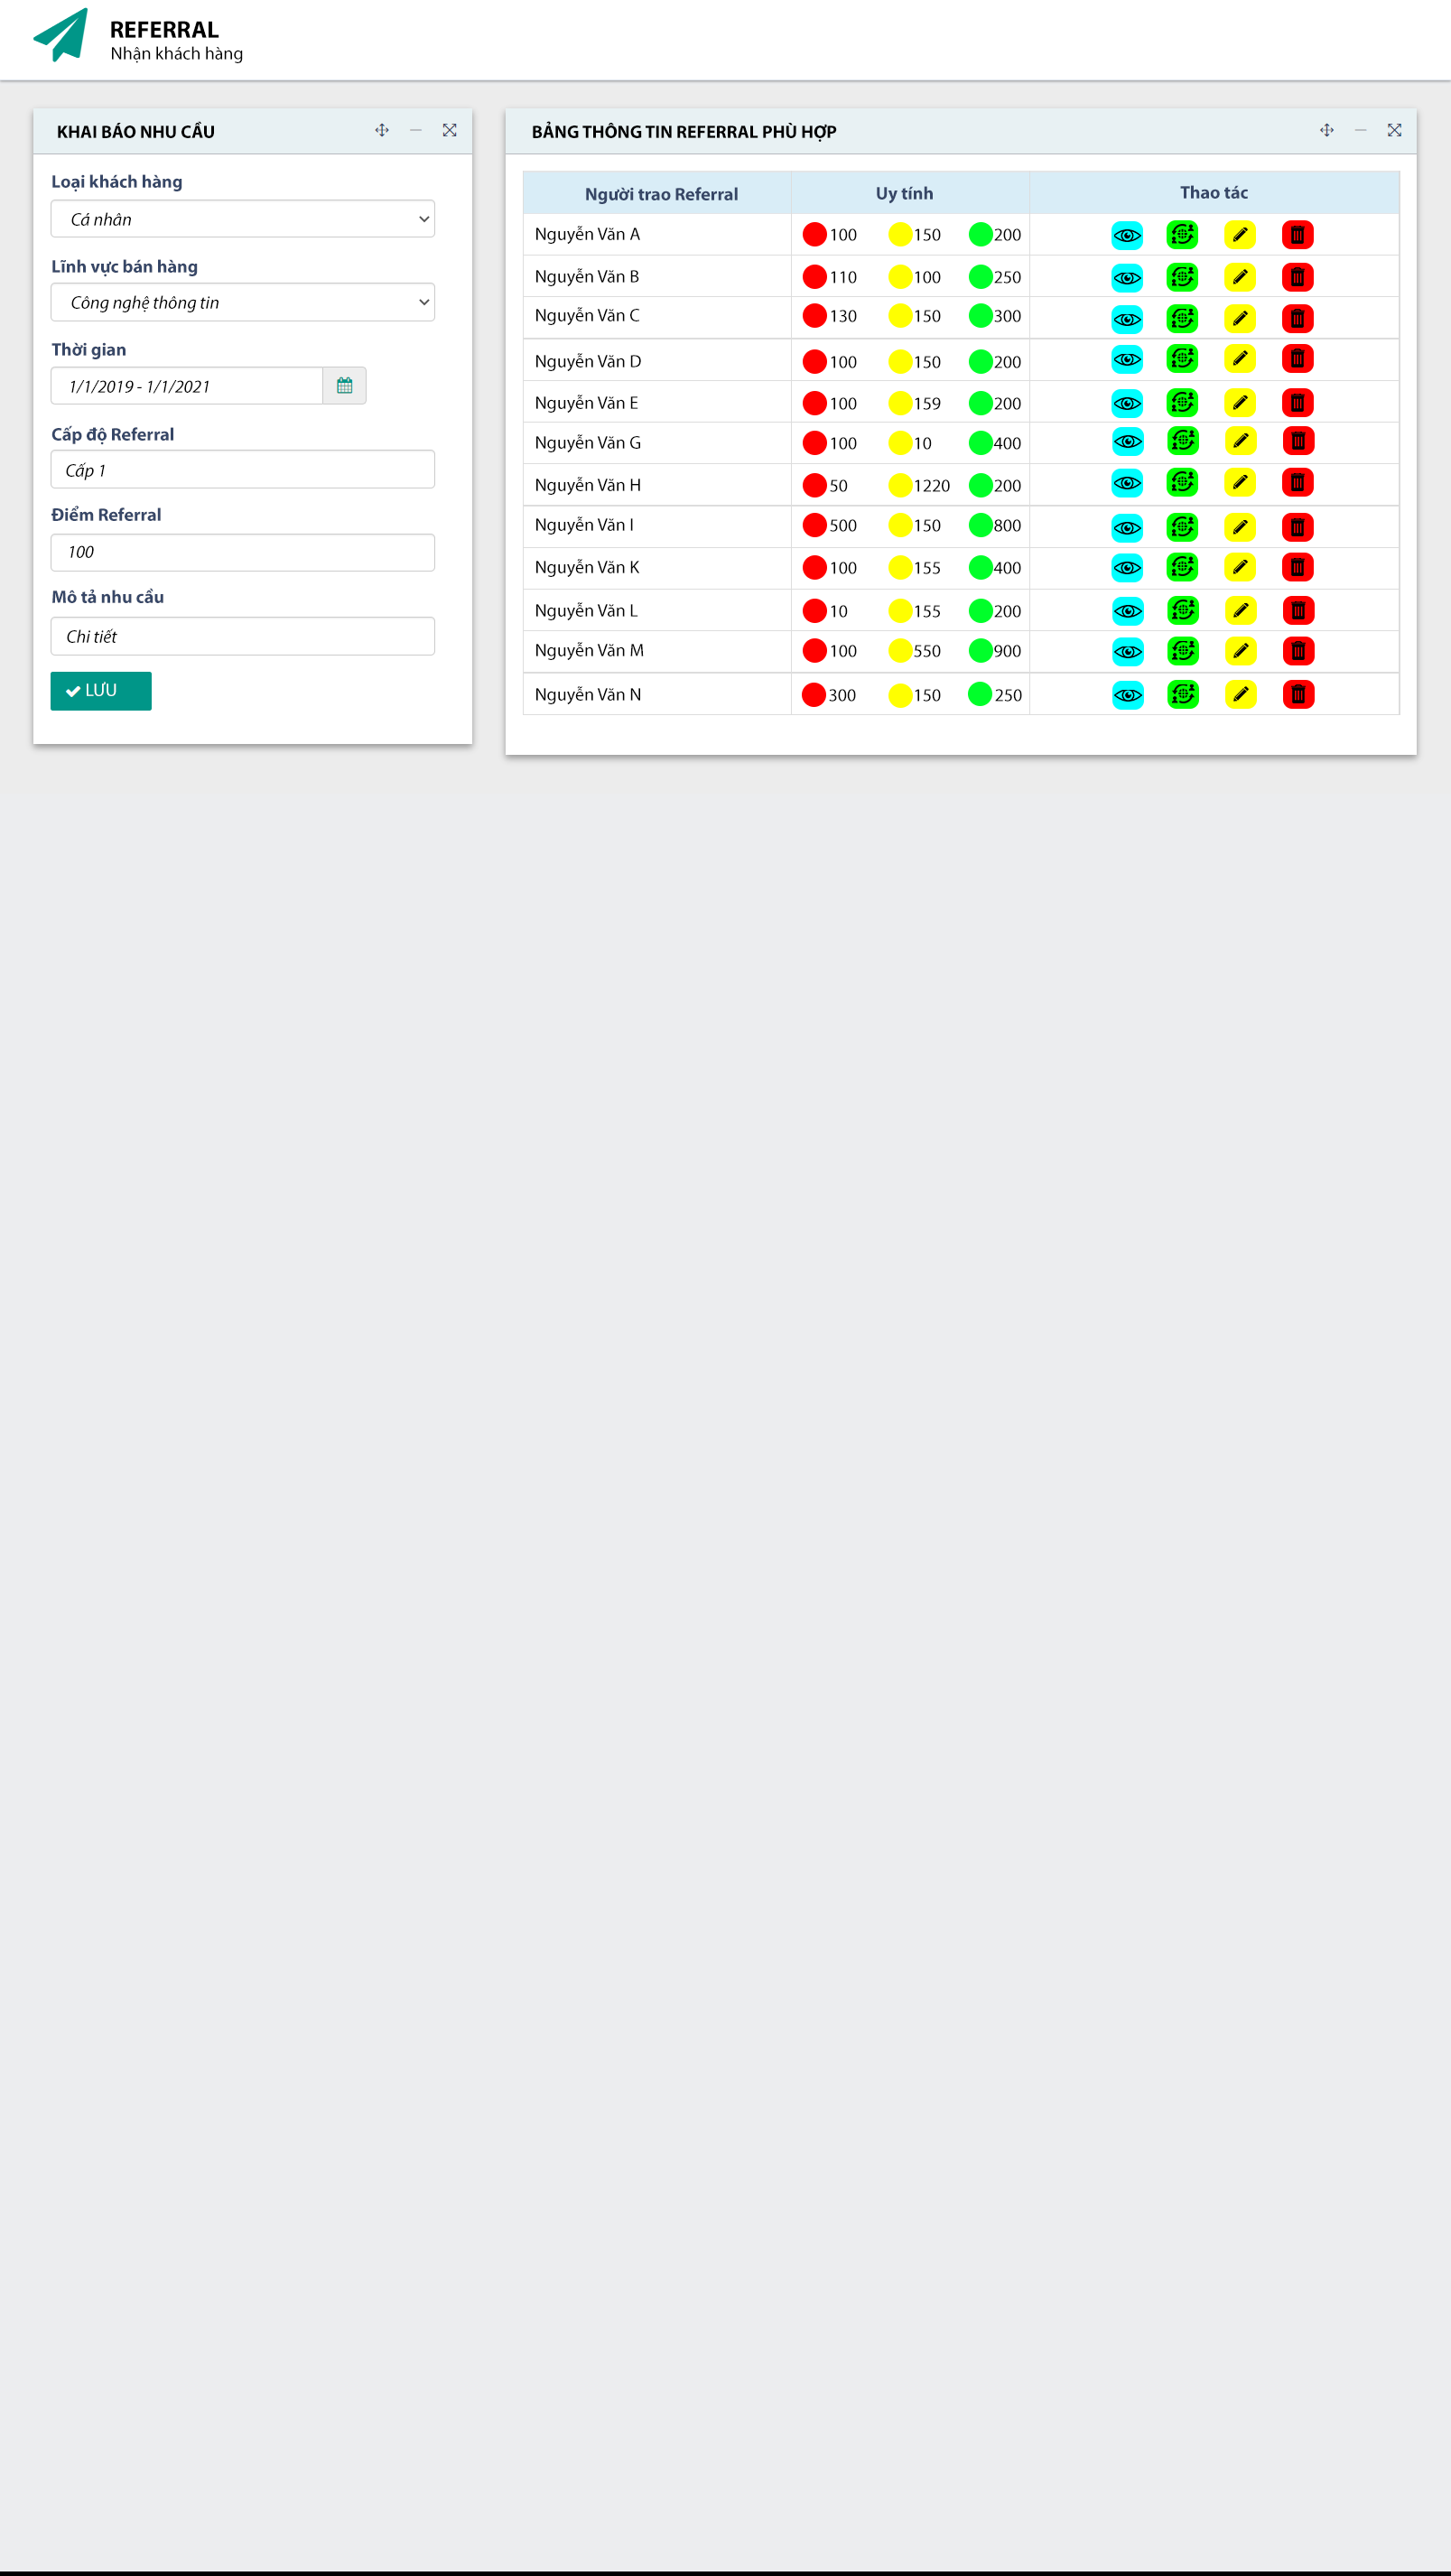 REFERRAL
Nhận khách hàng
KHAI BÁO NHU CẦU
Loại khách hàng
Cá nhân
Lĩnh vực bán hàng
Công nghệ thông tin
Thời gian
1/1/2019 - 1/1/2021
Cấp độ Referral
Cấp 1
Điểm Referral
100
Mô tả nhu cầu
Chi tiết
LƯU
BẢNG THÔNG TIN REFERRAL PHÙ HỢP
Người trao Referral Uy tính Thao tác
Nguyễn Văn A 100 150 200
Nguyễn Văn B 110 100 250
Nguyễn Văn C 130 150 300
Nguyễn Văn D 100 150 200
Nguyễn Văn E 100 159 200
Nguyễn Văn G 100 10 400
Nguyễn Văn H 50 1220 200
Nguyễn Văn I 500 150 800
Nguyễn Văn K 100 155 400
Nguyễn Văn L 10 155 200
Nguyễn Văn M 100 550 900
Nguyễn Văn N 300 150 250